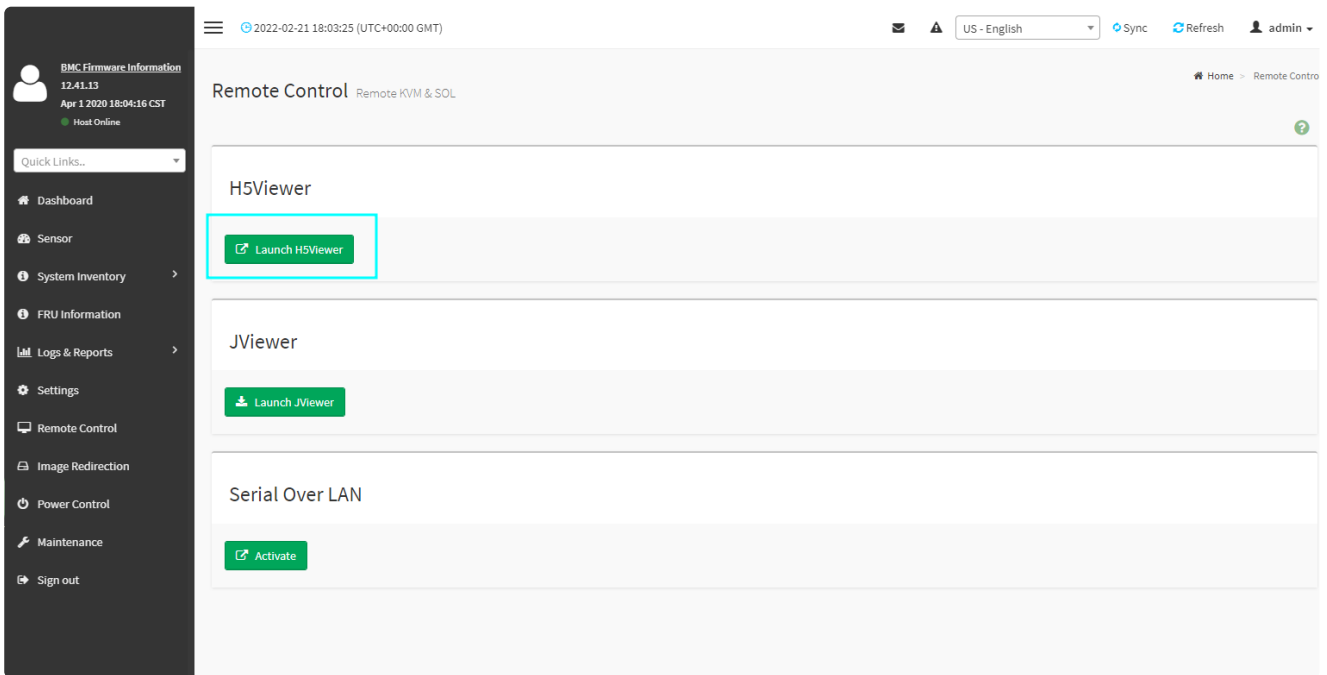 2022-02-21 18:03:25 (UTC+00:00 GMT)
US - English
Sync
Refresh
admin
BMC Firmware Information
12.41.13
Apr 1 2020 18:04:16 CST
Host Online
Quick Links..
Dashboard
Sensor
System Inventory
FRU Information
Logs & Reports
Settings
Remote Control
Image Redirection
Power Control
Maintenance
Sign out
Remote Control Remote KVM & SOL
Home > Remote Contro
H5Viewer
Launch H5Viewer
JViewer
Launch JViewer
Serial Over LAN
Activate